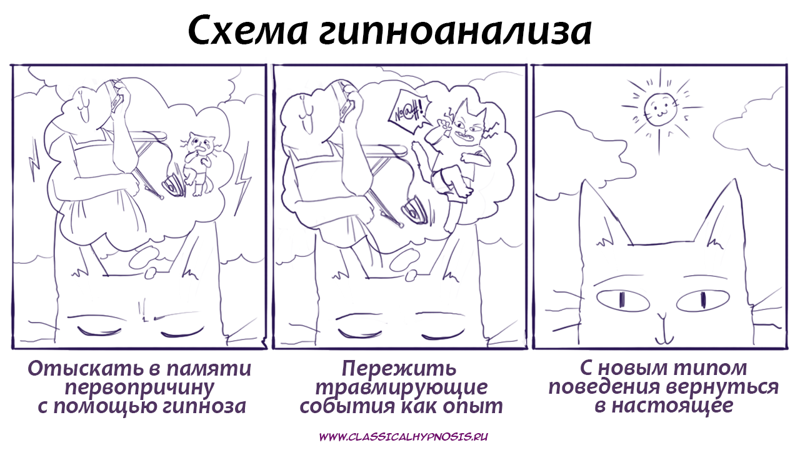 Схема гипноанализа
№@#!
Отыскать в памяти
первопричину
с помощью гипноза
Пережить
травмирующие
события как опыт
С новым типом
поведения вернуться
в настоящее
WWW.CLASSICALHYPNOSIS.RU